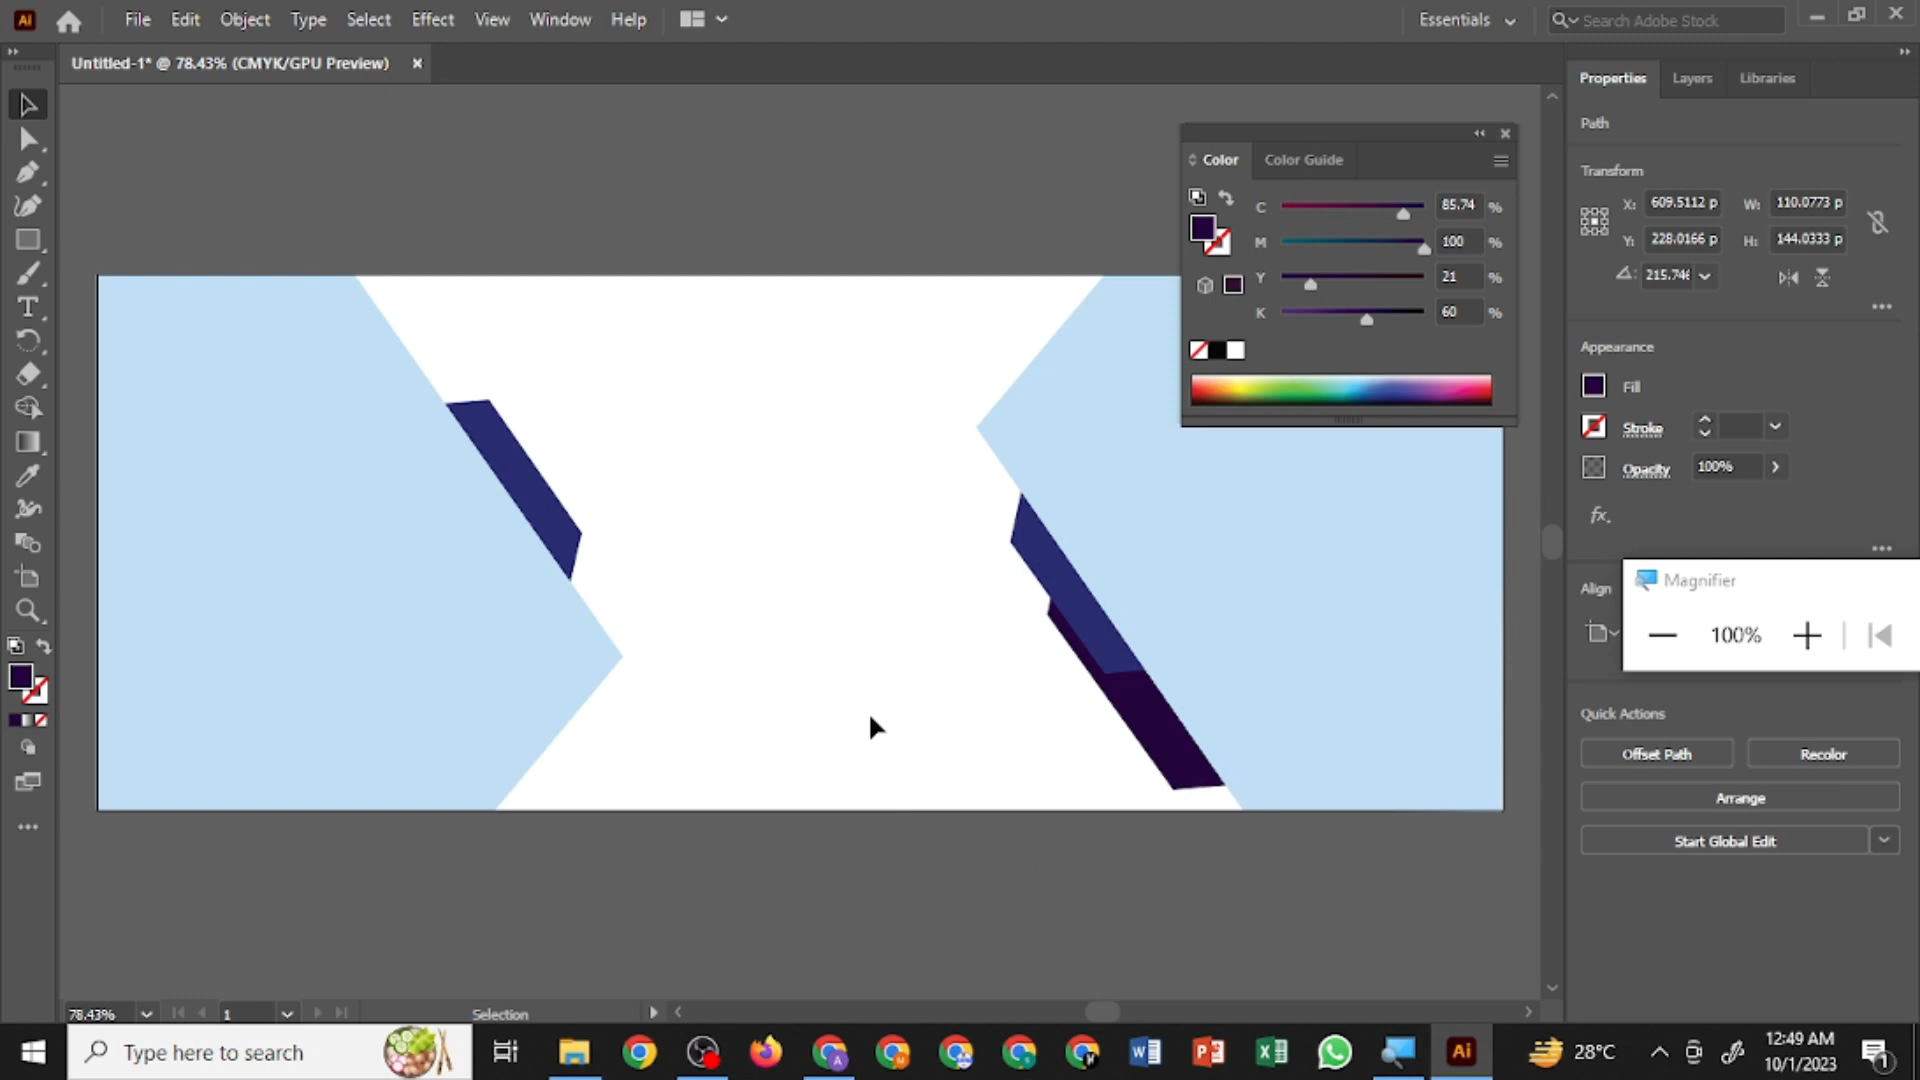 Ai File Edit Object Type Select Effect View Window Help Essentials Search Adobe Stock
Untitled-1* @ 78.43% (CMYK/GPU Preview) ×
Properties Layers Libraries
Path
Transform
X: 609.5112 p W: 110.0773 p
Y: 228.0166 p H: 144.0333 p
215.746
Appearance
Fill
Stroke
Opacity 100%
fx.
Align
Color Color Guide
C 85.74 %
M 100 %
Y 21 %
K 60 %
Magnifier
100%
Quick Actions
Offset Path Recolor
Arrange
Start Global Edit
78.43% 1 Selection
Type here to search
28°C
12:49 AM
10/1/2023
1